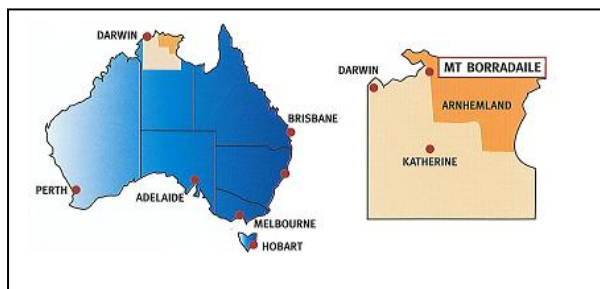 DARWIN
BRISBANE
PERTH
ADELAIDE
MELBOURNE
HOBART
MT BORRADAILE
DARWIN
ARNHEMLAND
KATHERINE